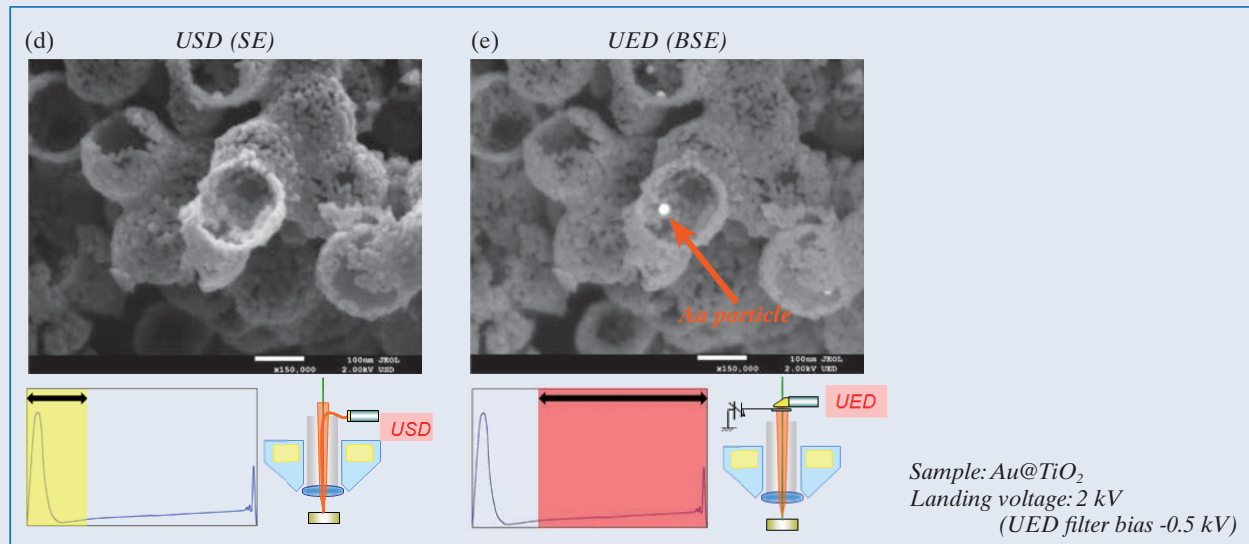 (d) USD (SE)
(e) UED (BSE)
Au particle
100nm JEOL
x150,000 2.00kV USD
100nm JEOL
x150,000 2.00kV UED
USD
UED
Sample: Au@TiO₂
Landing voltage: 2 kV
(UED filter bias -0.5 kV)